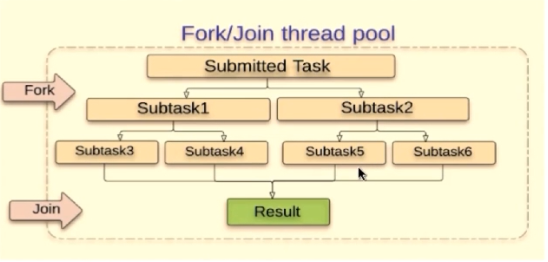 Fork/Join thread pool
Submitted Task
Fork
Subtask1
Subtask2
Subtask3
Subtask4
Subtask5
Subtask6
Join
Result